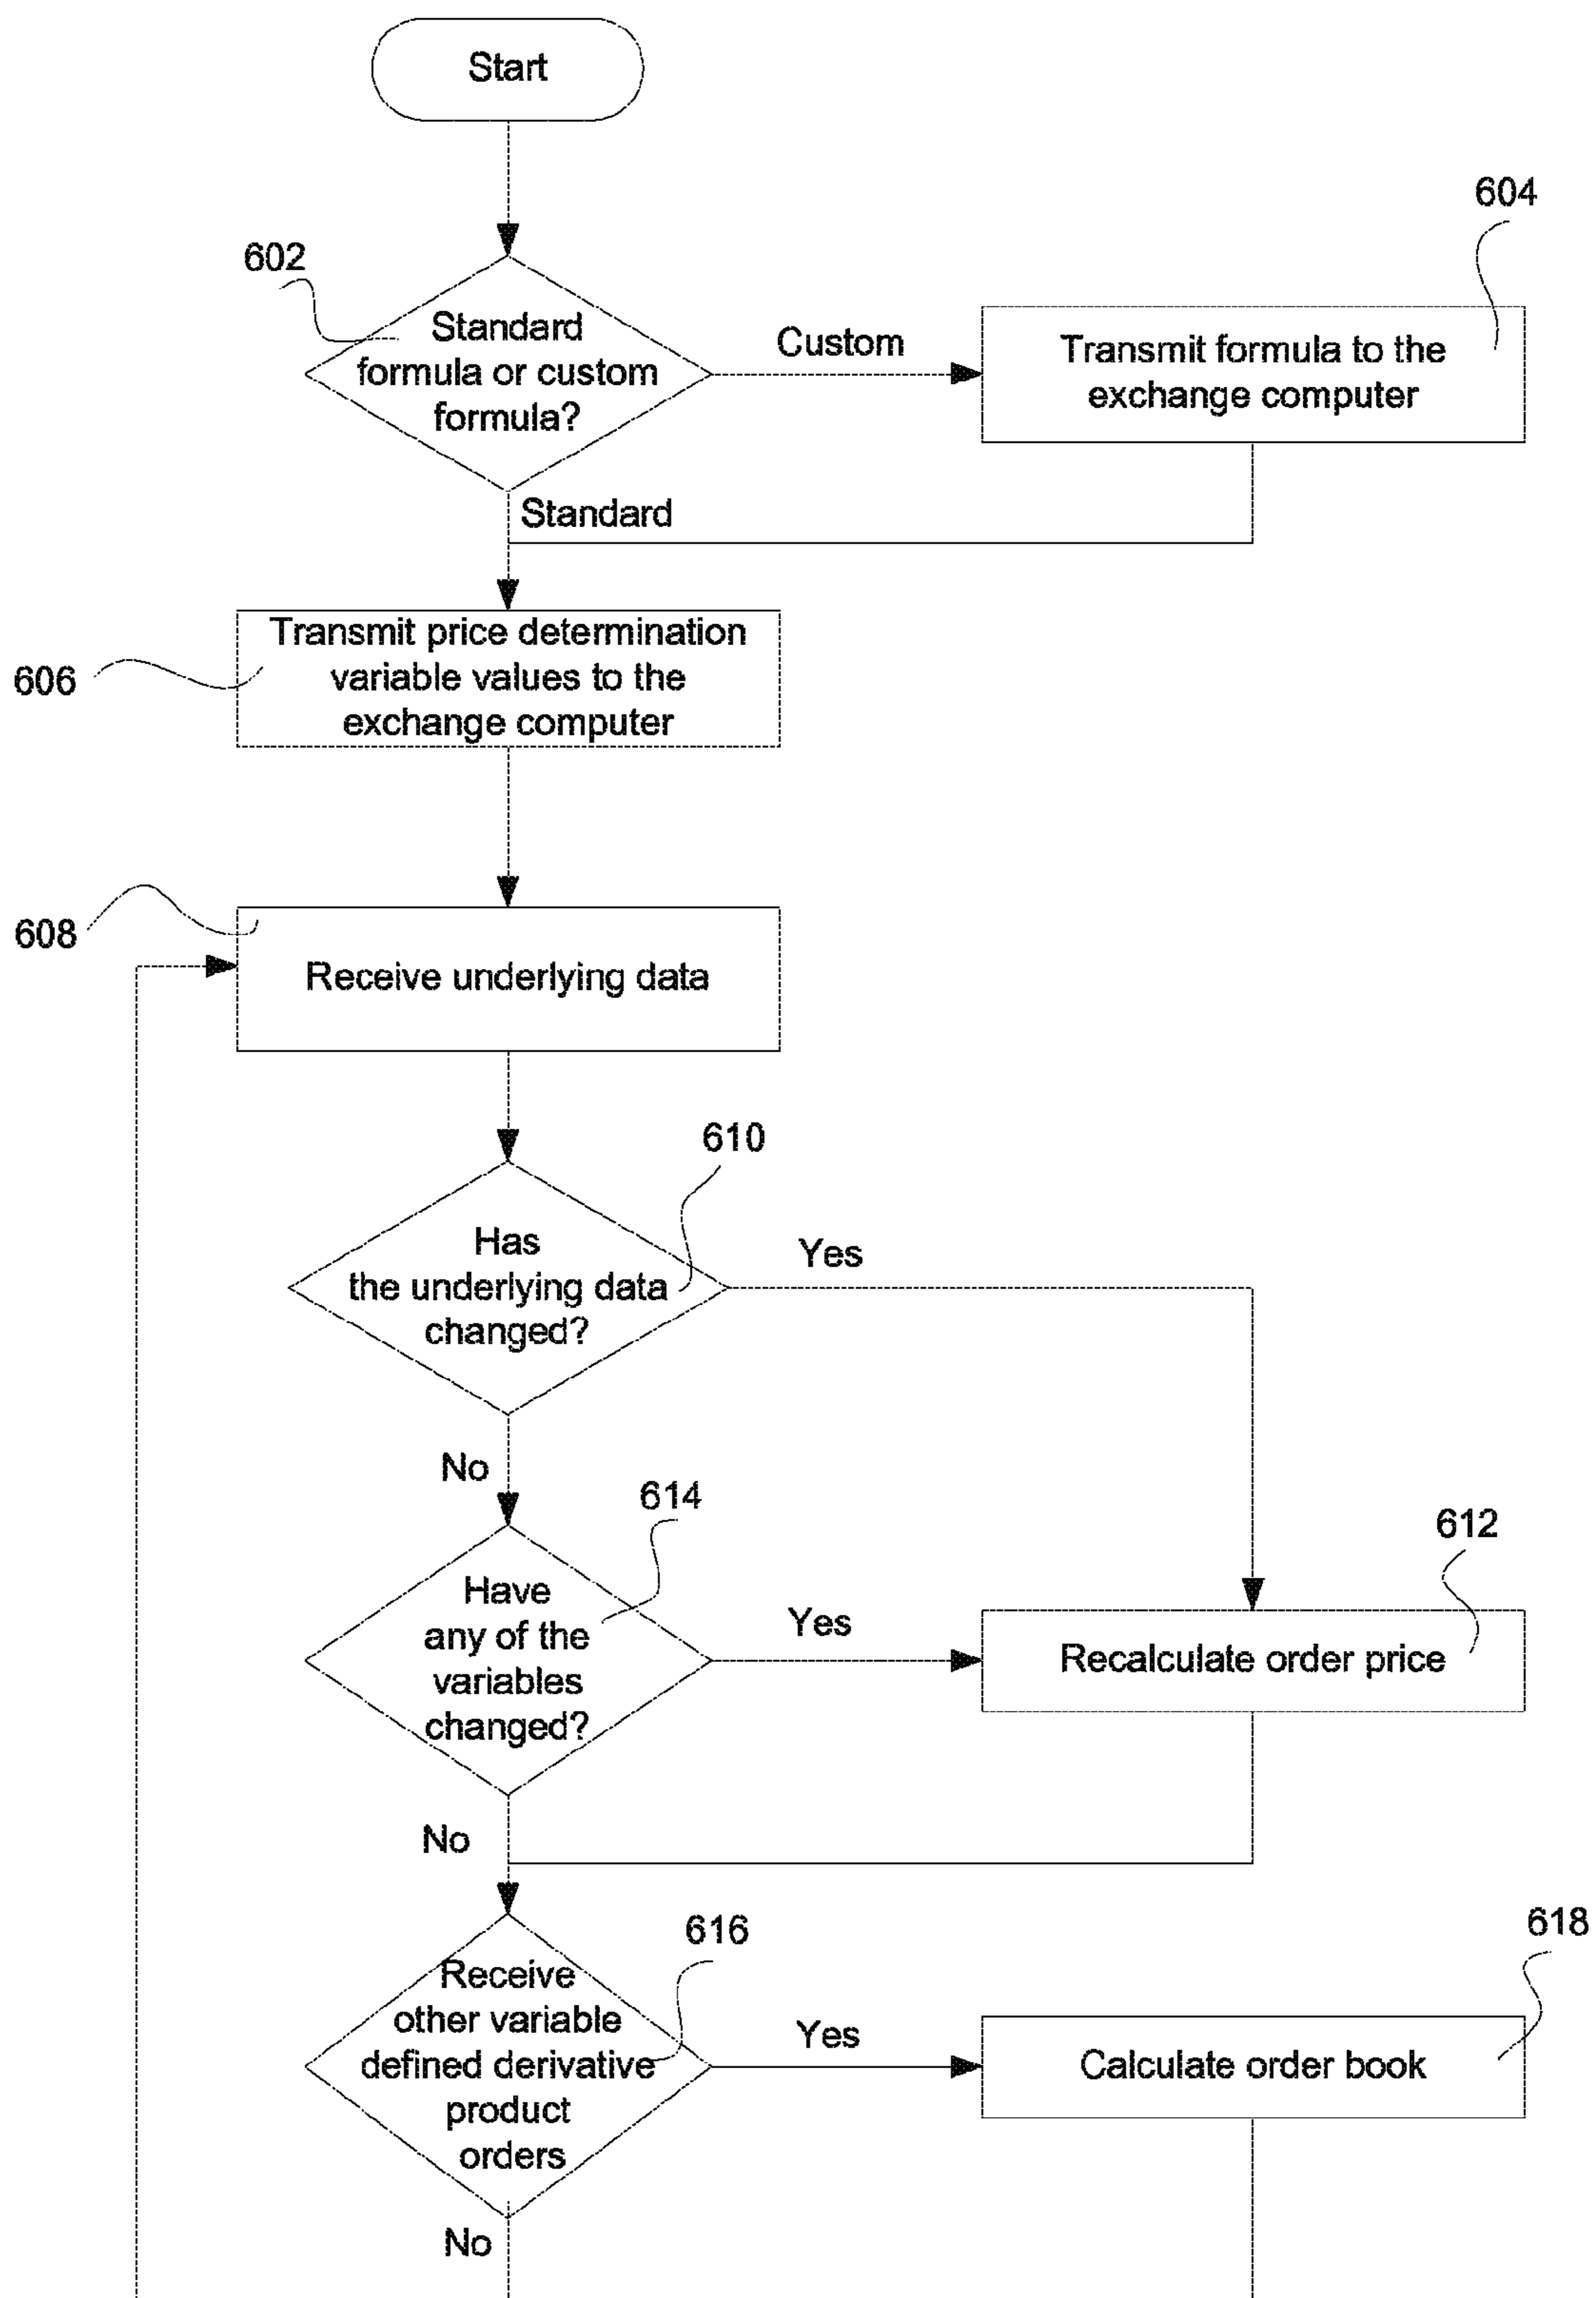 Start
604
602
Standard
formula or custom
formula?
Custom
Transmit formula to the
exchange computer
Standard
Transmit price determination
variable values to the
exchange computer
606
608
Receive underlying data
610
Has
the underlying data
changed?
Yes
No
614
612
Have
any of the
variables
changed?
Yes
Recalculate order price
No
616
618
Receive
other variable
defined derivative
product
orders
Yes
Calculate order book
No